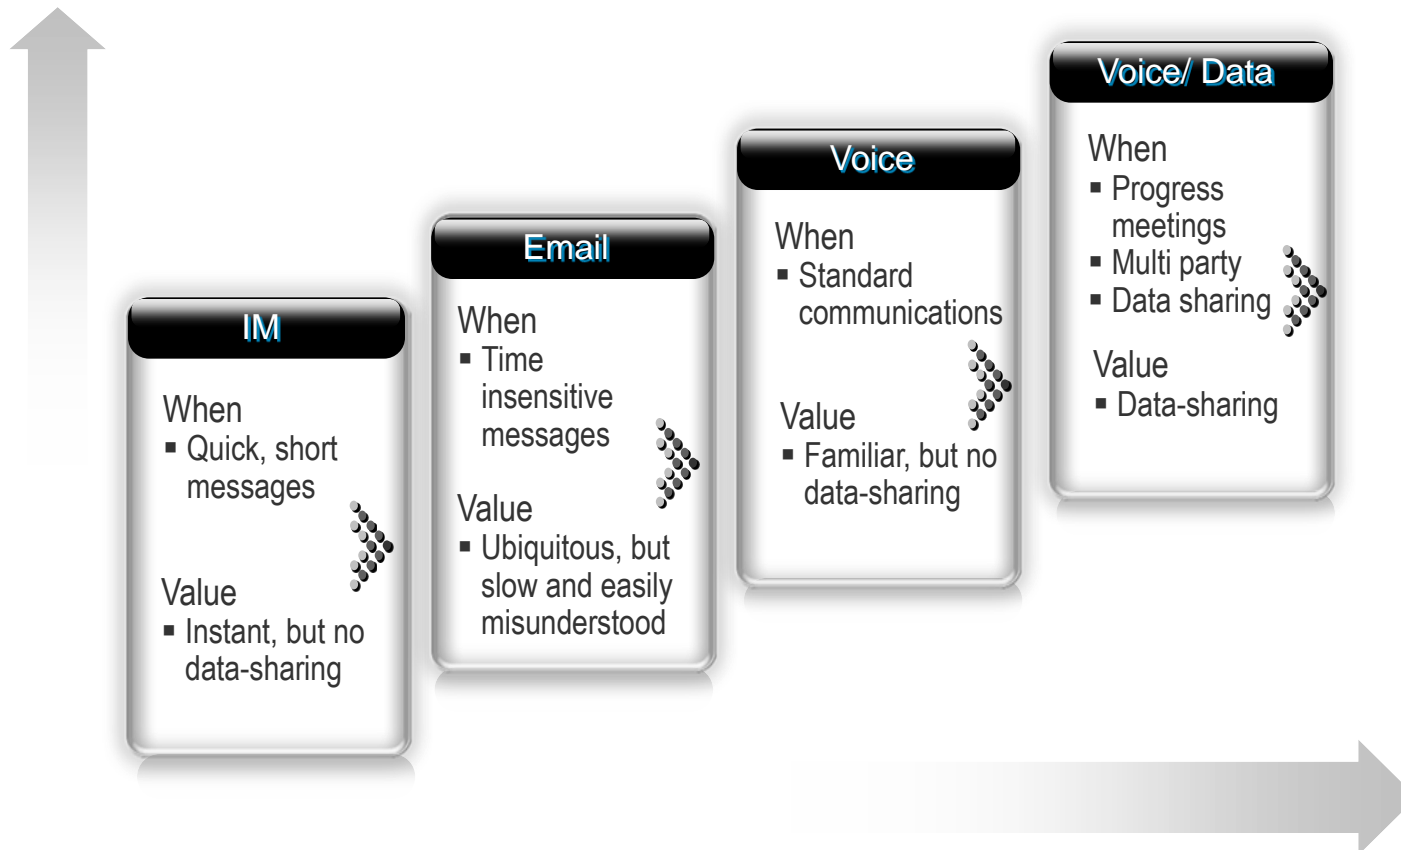 IM
When
▪ Quick, short
messages
Value
▪ Instant, but no
data-sharing
Email
When
▪ Time
insensitive
messages
Value
▪ Ubiquitous, but
slow and easily
misunderstood
Voice
When
▪ Standard
communications
Value
▪ Familiar, but no
data-sharing
Voice/ Data
When
▪ Progress
meetings
▪ Multi party
▪ Data sharing
Value
▪ Data-sharing